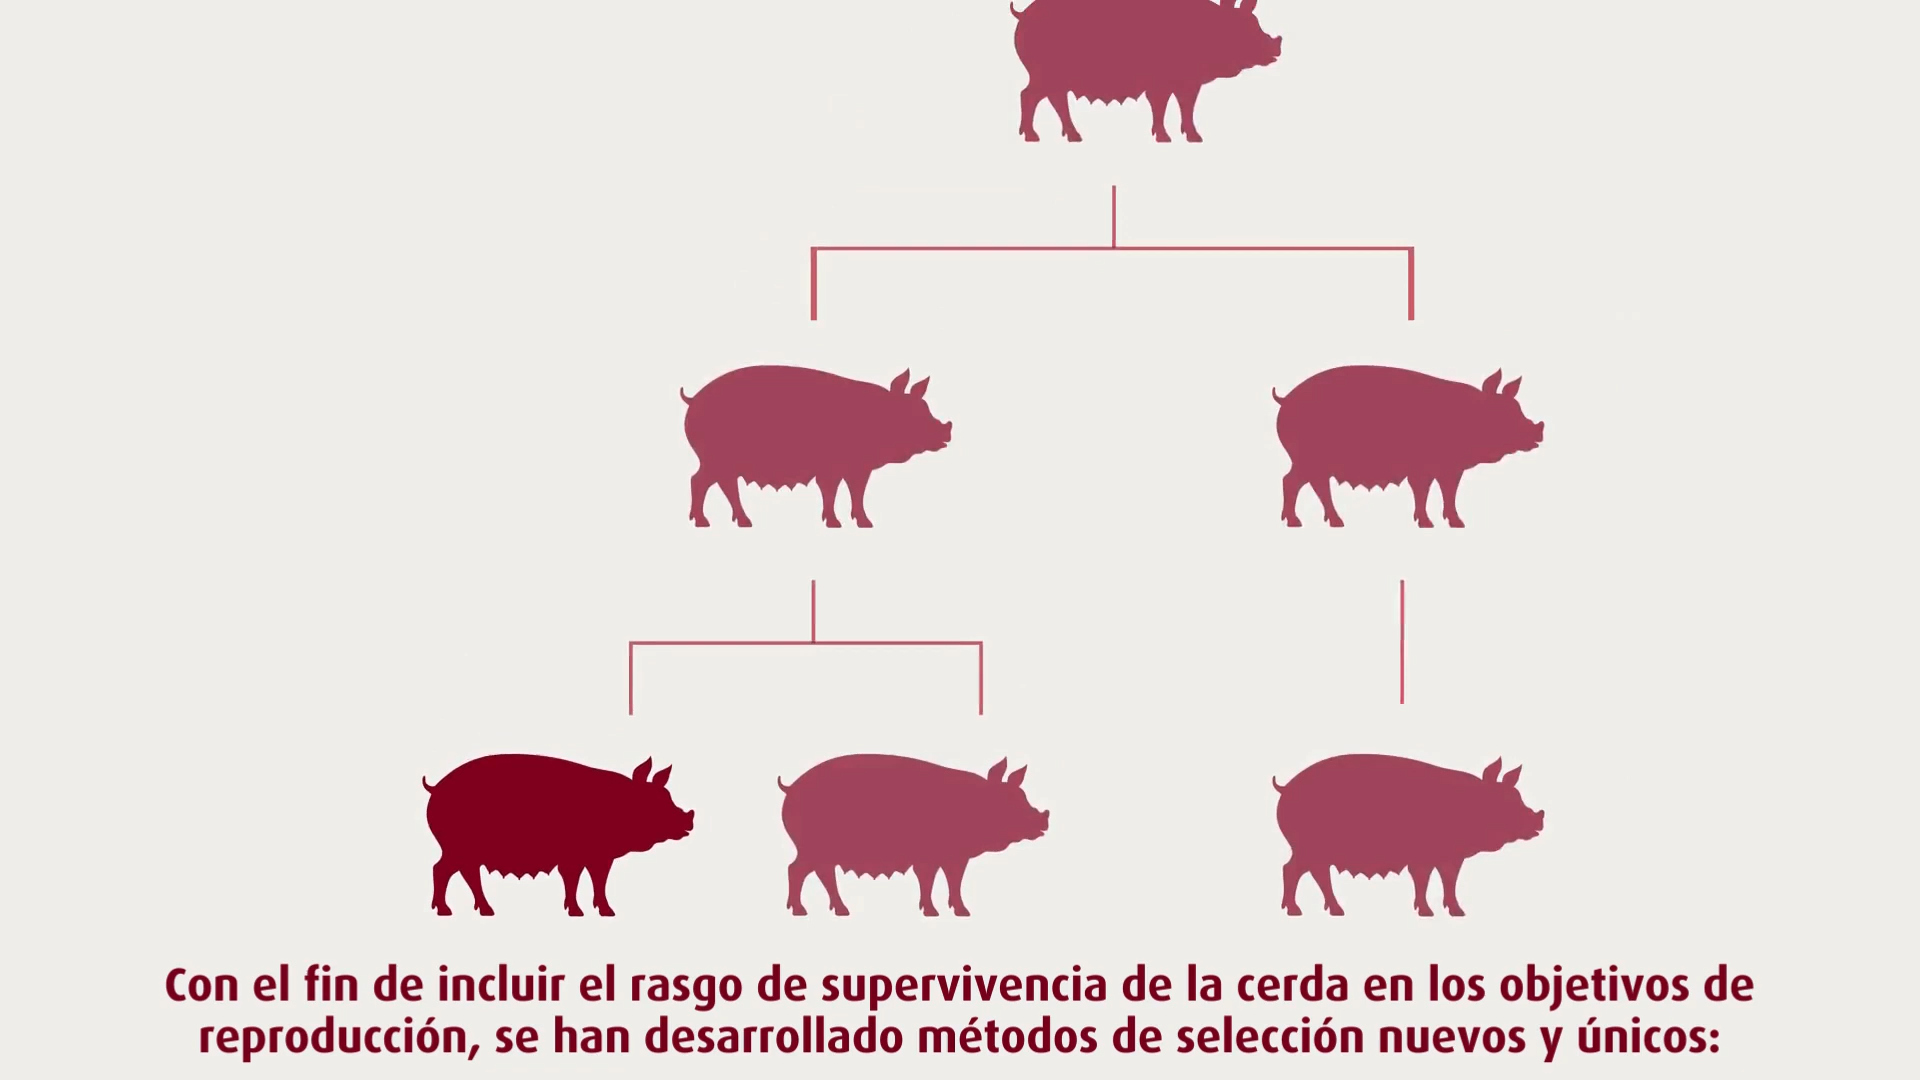 Con el fin de incluir el rasgo de supervivencia de la cerda en los objetivos de
reproducción, se han desarrollado métodos de selección nuevos y únicos: